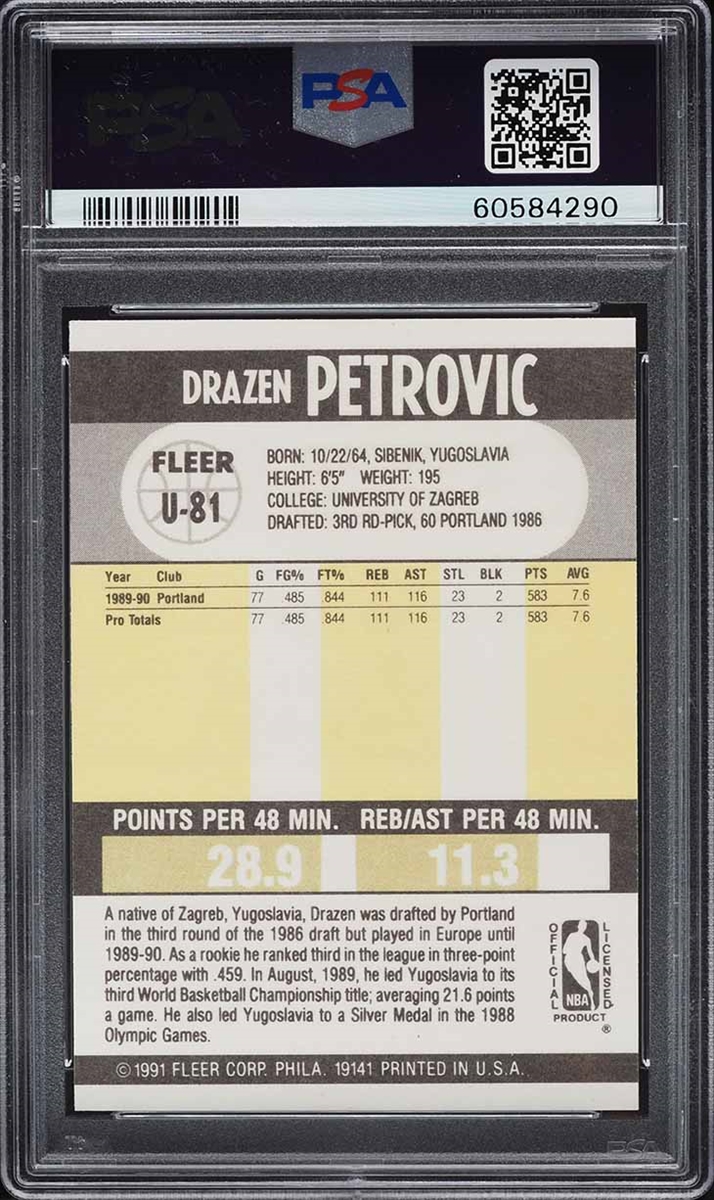 PSA
PSA
60584290
DRAZEN PETROVIC
FLEER
U-81
BORN: 10/22/64, SIBENIK, YUGOSLAVIA
HEIGHT: 6'5" WEIGHT: 195
COLLEGE: UNIVERSITY OF ZAGREB
DRAFTED: 3RD RD-PICK, 60 PORTLAND 1986
Year Club G FG% FT% REB AST STL BLK PTS AVG
1989-90 Portland 77 .485 .844 111 116 23 2 583 7.6
Pro Totals 77 .485 .844 111 116 23 2 583 7.6
POINTS PER 48 MIN. REB/AST PER 48 MIN.
28.9 11.3
A native of Zagreb, Yugoslavia, Drazen was drafted by Portland
in the third round of the 1986 draft but played in Europe until
1989-90. As a rookie he ranked third in the league in three-point
percentage with .459. In August, 1989, he led Yugoslavia to its
third World Basketball Championship title; averaging 21.6 points
a game. He also led Yugoslavia to a Silver Medal in the 1988
Olympic Games.
OFFICIAL
LICENSED
NBA
PRODUCT
®
©1991 FLEER CORP. PHILA. 19141 PRINTED IN U.S.A.
PSA